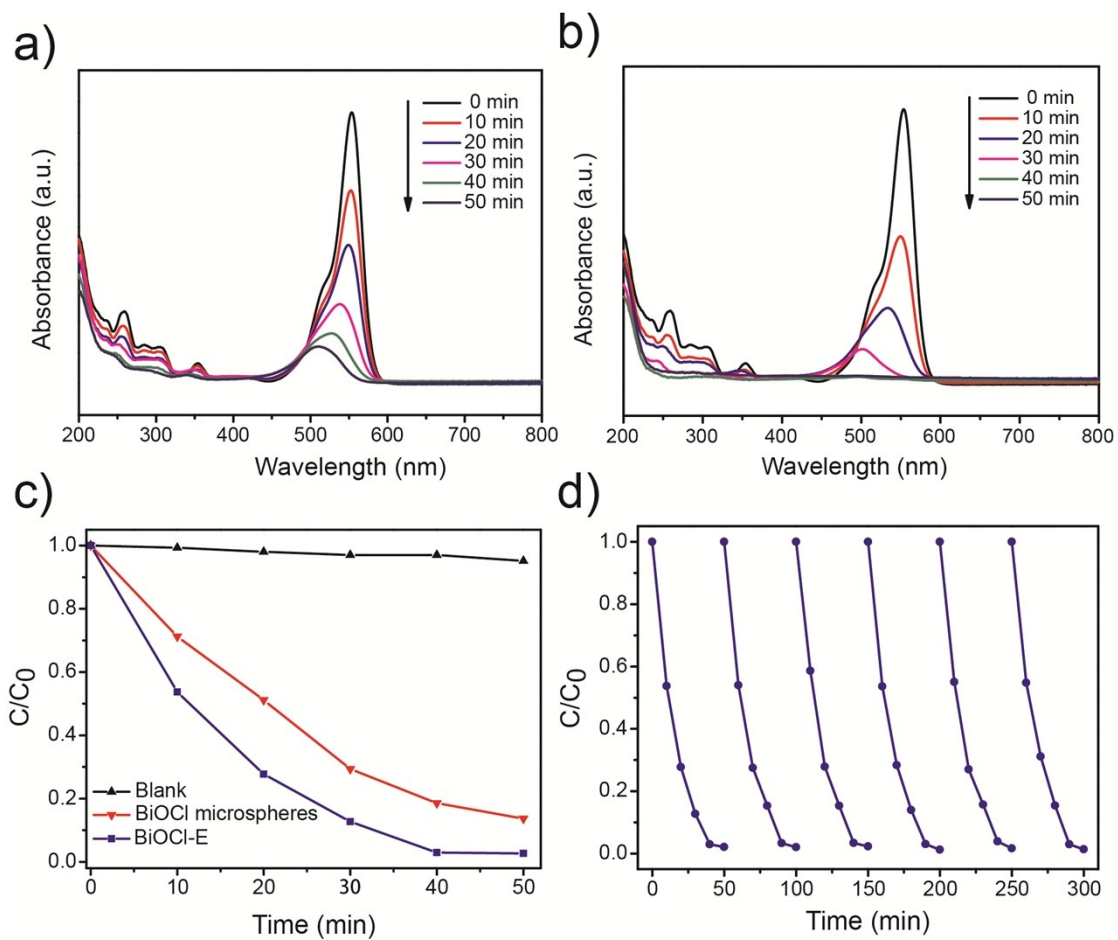 a)
Absorbance (a.u.)
0 min
10 min
20 min
30 min
40 min
50 min
200 300 400 500 600 700 800
Wavelength (nm)
b)
Absorbance (a.u.)
0 min
10 min
20 min
30 min
40 min
50 min
200 300 400 500 600 700 800
Wavelength (nm)
c)
C/C0
1.0
0.8
0.6
0.4
0.2
0.0
Blank
BiOCl microspheres
BiOCl-E
0 10 20 30 40 50
Time (min)
d)
C/C0
1.0
0.8
0.6
0.4
0.2
0.0
0 50 100 150 200 250 300
Time (min)